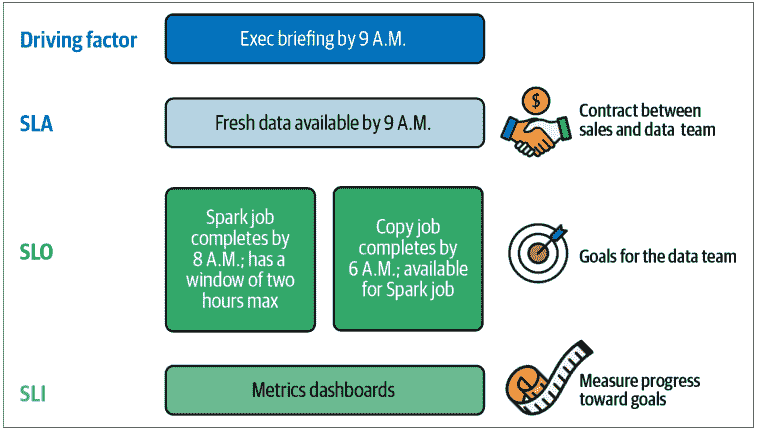 Driving factor
Exec briefing by 9 A.M.
SLA
Fresh data available by 9 A.M.
$
Contract between
sales and data team
SLO
Spark job
completes by
8 A.M.; has a
window of two
hours max
Copy job
completes by
6 A.M.; available
for Spark job
Goals for the data team
SLI
Metrics dashboards
Measure progress
toward goals